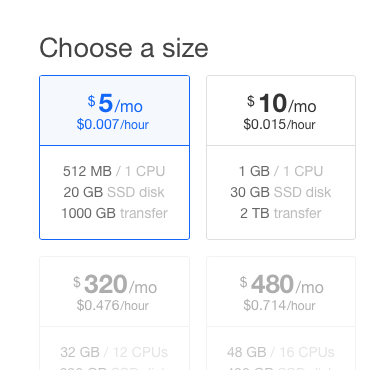 Choose a size
$5/mo
$0.007/hour
512 MB / 1 CPU
20 GB SSD disk
1000 GB transfer
$10/mo
$0.015/hour
1 GB / 1 CPU
30 GB SSD disk
2 TB transfer
$320/mo
$0.476/hour
32 GB / 12 CPUs
$480/mo
$0.714/hour
48 GB / 16 CPUs